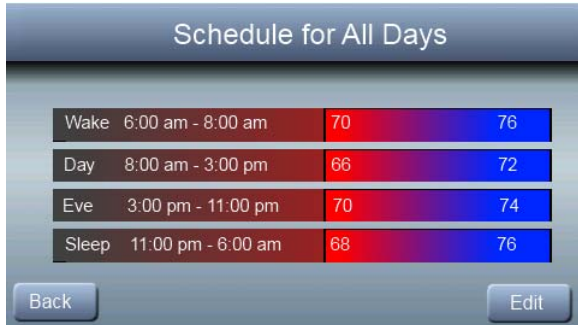 Schedule for All Days
Wake 6:00 am - 8:00 am 70 76
Day 8:00 am - 3:00 pm 66 72
Eve 3:00 pm - 11:00 pm 70 74
Sleep 11:00 pm - 6:00 am 68 76
Back Edit